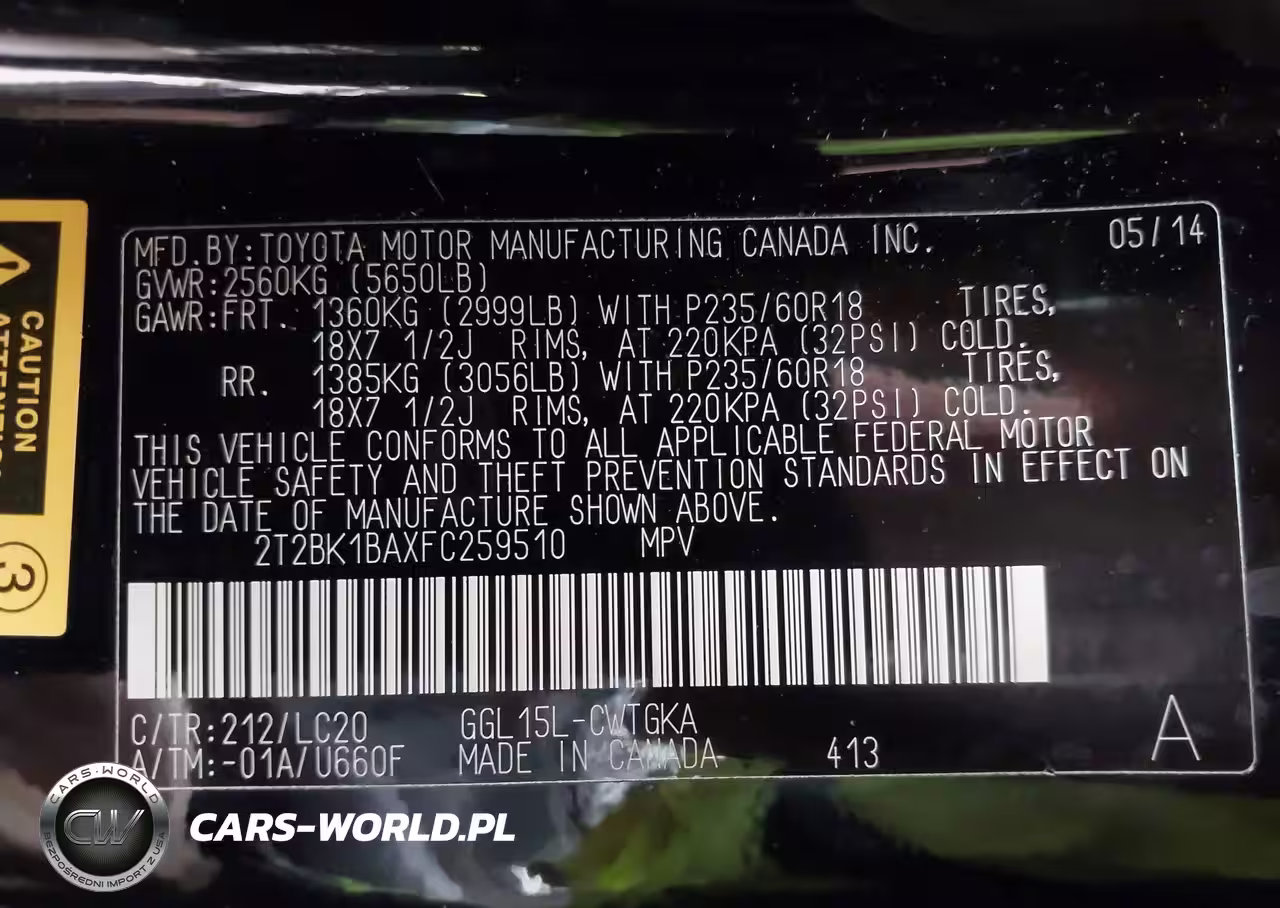 MFD.BY:TOYOTA MOTOR MANUFACTURING CANADA INC. 05/14
GVWR:2560KG (5650LB)
GAWR:FRT. 1360KG (2999LB) WITH P235/60R18 TIRES,
18X7 1/2J RIMS, AT 220KPA (32PSI) COLD.
RR. 1385KG (3056LB) WITH P235/60R18 TIRES,
18X7 1/2J RIMS, AT 220KPA (32PSI) COLD.
THIS VEHICLE CONFORMS TO ALL APPLICABLE FEDERAL MOTOR
VEHICLE SAFETY AND THEFT PREVENTION STANDARDS IN EFFECT ON
THE DATE OF MANUFACTURE SHOWN ABOVE.
2T2BK1BAXFC259510 MPV
C/TR:212/LC20 GGL15L-CWTGKA
A/TM:-01A/U660F MADE IN CANADA 413 A
CAUTION
3
CARS-WORLD
CW
BEZPOŚREDNI IMPORT Z USA
CARS-WORLD.PL